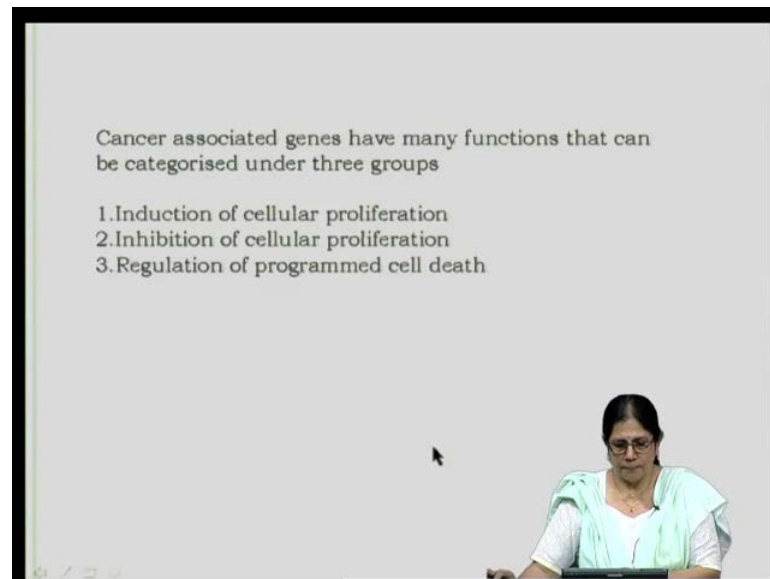 Cancer associated genes have many functions that can
be categorised under three groups
1.Induction of cellular proliferation
2.Inhibition of cellular proliferation
3.Regulation of programmed cell death